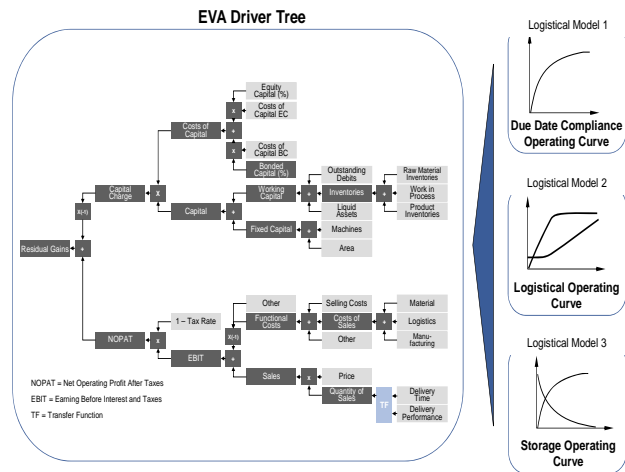 EVA Driver Tree
Equity
Capital (%)
x
Costs of
Capital EC
Costs of
Capital
+
x
Costs of
Capital BC
Bonded
Capital (%)
Capital
Charge
x
Outstanding
Debits
Raw Material
Inventories
Working
Capital
+
Inventories
+
Work in
Process
X(-1)
Capital
+
Liquid
Assets
Product
Inventories
Fixed Capital
+
Machines
Residual Gains
+
Area
Other
Selling Costs
Material
1 – Tax Rate
Functional
Costs
+
Costs of
Sales
+
Logistics
NOPAT
x
X(-1)
Other
Manu-
facturing
EBIT
+
Sales
x
Price
Quantity of
Sales
TF
Delivery
Time
Delivery
Performance
NOPAT = Net Operating Profit After Taxes
EBIT = Earning Before Interest and Taxes
TF = Transfer Function
Logistical Model 1
Due Date Compliance
Operating Curve
Logistical Model 2
Logistical Operating
Curve
Logistical Model 3
Storage Operating
Curve